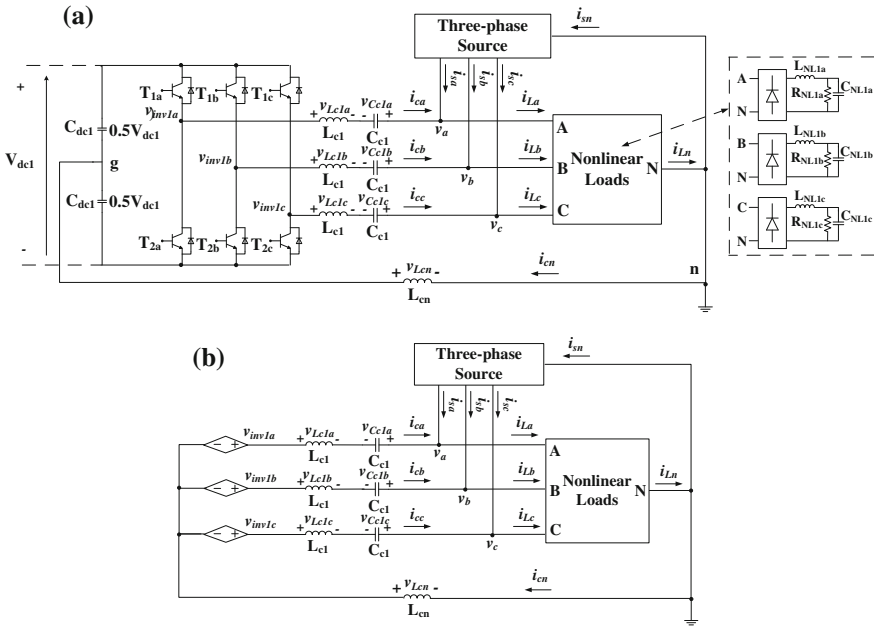 (a)
Three-phase
Source
i_sn
i_sa
i_sb
i_sc
+
V_dc1
-
C_dc1
0.5V_dc1
g
C_dc1
0.5V_dc1
T_1a
T_1b
T_1c
v_inv1a
v_inv1b
v_inv1c
T_2a
T_2b
T_2c
+ v_Lc1a - - v_Cc1a +
L_c1
C_c1
i_ca
v_a
i_La
A
+ v_Lc1b - - v_Cc1b +
L_c1
C_c1
i_cb
v_b
i_Lb
B
+ v_Lc1c - - v_Cc1c +
L_c1
C_c1
i_cc
v_c
i_Lc
C
Nonlinear
Loads
N
i_Ln
n
+ v_Lcn -
L_cn
i_cn
A
N
L_NL1a
R_NL1a
C_NL1a
B
N
L_NL1b
R_NL1b
C_NL1b
C
N
L_NL1c
R_NL1c
C_NL1c
(b)
Three-phase
Source
i_sn
i_sa
i_sb
i_sc
- +
v_inv1a
+ v_Lc1a - - v_Cc1a +
L_c1
C_c1
i_ca
v_a
i_La
A
- +
v_inv1b
+ v_Lc1b - - v_Cc1b +
L_c1
C_c1
i_cb
v_b
i_Lb
B
- +
v_inv1c
+ v_Lc1c - - v_Cc1c +
L_c1
C_c1
i_cc
v_c
i_Lc
C
Nonlinear
Loads
N
i_Ln
+ v_Lcn -
L_cn
i_cn